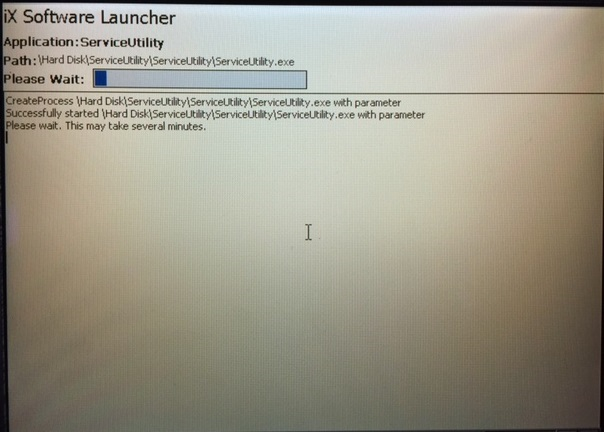 iX Software Launcher
Application:ServiceUtility
Path:\Hard Disk\ServiceUtility\ServiceUtility\ServiceUtility.exe
Please Wait:
CreateProcess \Hard Disk\ServiceUtility\ServiceUtility\ServiceUtility.exe with parameter
Successfully started \Hard Disk\ServiceUtility\ServiceUtility\ServiceUtility.exe with parameter
Please wait. This may take several minutes.